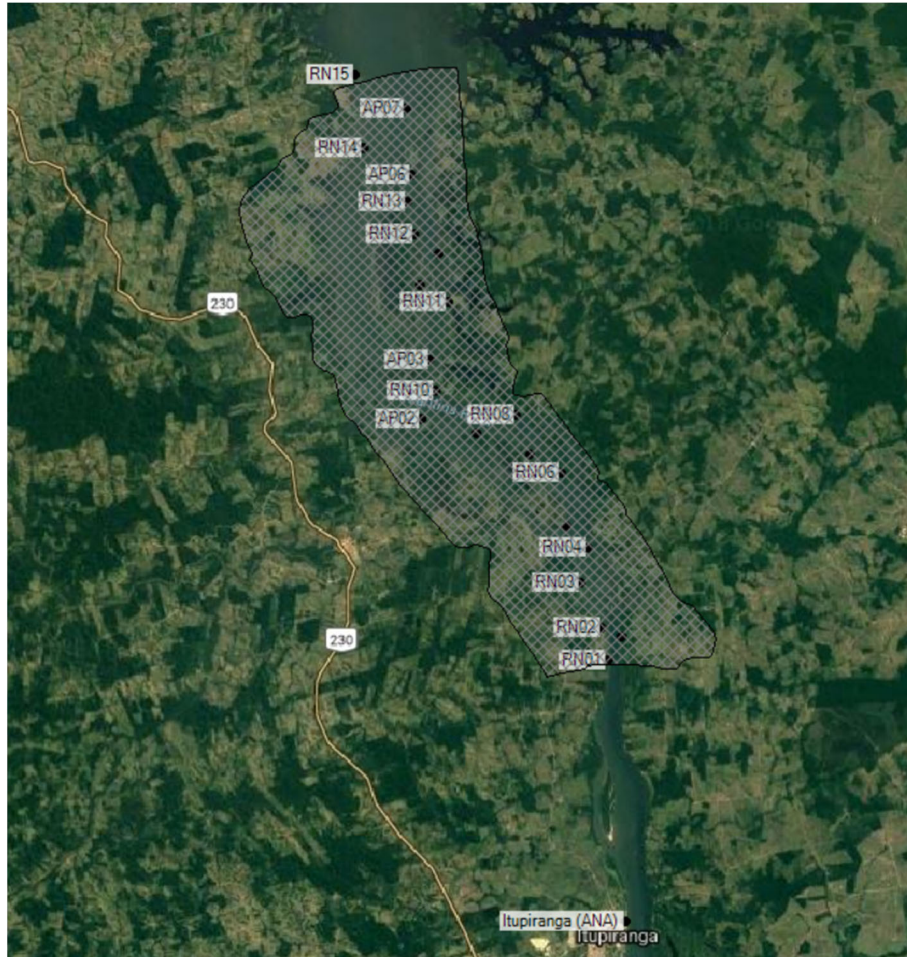 RN15
AP07
RN14
AP06
RN13
RN12
230
RN11
AP03
RN10
RN08
AP02
RN06
RN04
RN03
230
RN02
RN01
Itupiranga (ANA)
Itupiranga